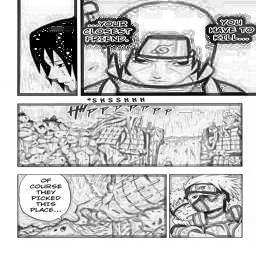 YOU
HAVE TO
KILL...
...YOUR
CLOSEST
FRIEND.
*SHSSHHH
OF
COURSE
THEY
PICKED
THIS
PLACE...